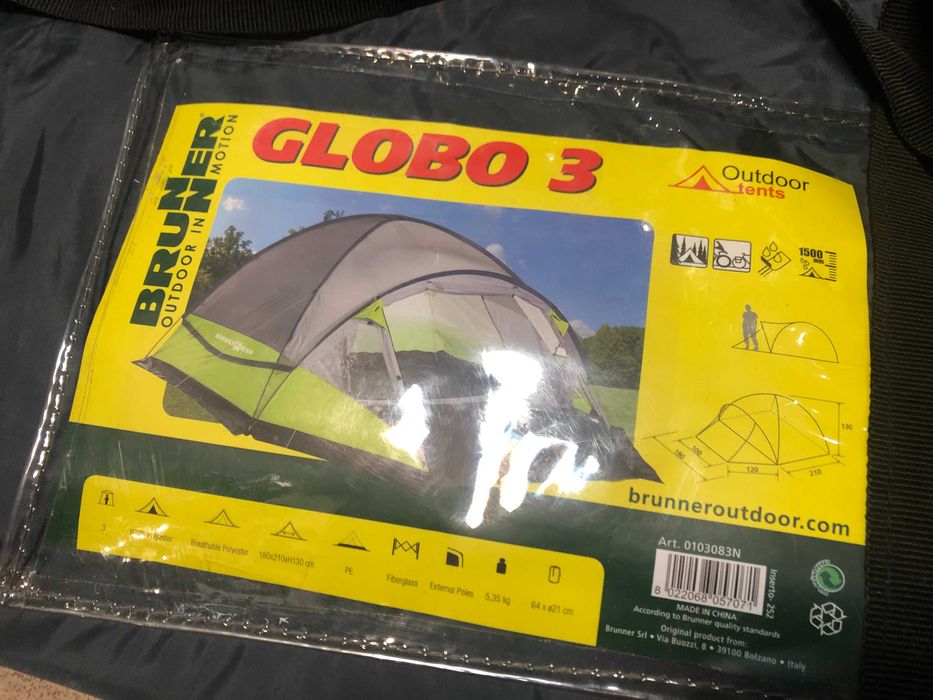 BRUNNER
OUTDOOR IN MOTION
GLOBO 3
Outdoor
tents
1500
mm
130
180
100
120
210
brunneroutdoor.com
3
100% Polyester
Breathable Polyester
180x210xH130 cm
PE
Fiberglass
External Poles
5,35 kg
64 x ø21 cm
Art. 0103083N
8 022068 057071
Inserto: 252
MADE IN CHINA
According to Brunner quality standards
Original product from:
Brunner Srl • Via Buozzi, 8 • 39100 Bolzano • Italy